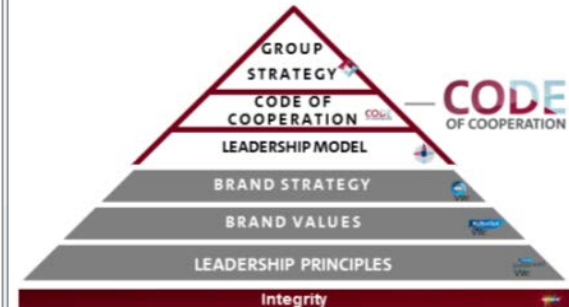 GROUP
STRATEGY
CODE OF
COOPERATION
CODE
OF COOPERATION
LEADERSHIP MODEL
BRAND STRATEGY
BRAND VALUES
LEADERSHIP PRINCIPLES
Integrity